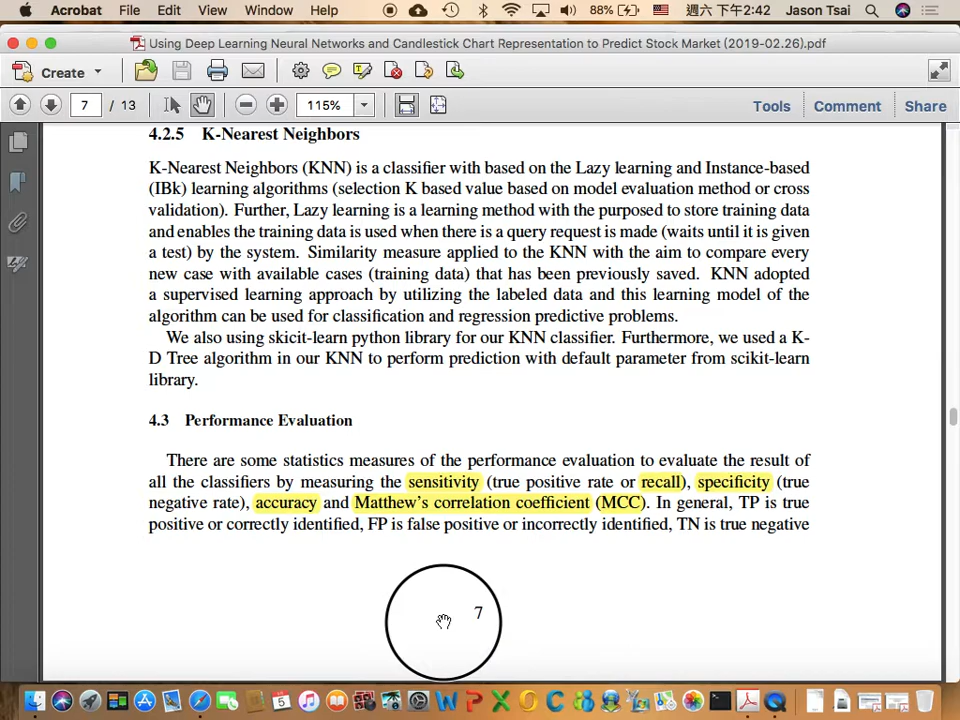 Acrobat File Edit View Window Help 88% 週六 下午2:42 Jason Tsai
Using Deep Learning Neural Networks and Candlestick Chart Representation to Predict Stock Market (2019-02.26).pdf
Create
7 / 13 115% Tools Comment Share
4.2.5 K-Nearest Neighbors
K-Nearest Neighbors (KNN) is a classifier with based on the Lazy learning and Instance-based
(IBk) learning algorithms (selection K based value based on model evaluation method or cross
validation). Further, Lazy learning is a learning method with the purposed to store training data
and enables the training data is used when there is a query request is made (waits until it is given
a test) by the system. Similarity measure applied to the KNN with the aim to compare every
new case with available cases (training data) that has been previously saved. KNN adopted
a supervised learning approach by utilizing the labeled data and this learning model of the
algorithm can be used for classification and regression predictive problems.
We also using skicit-learn python library for our KNN classifier. Furthermore, we used a K-
D Tree algorithm in our KNN to perform prediction with default parameter from scikit-learn
library.
4.3 Performance Evaluation
There are some statistics measures of the performance evaluation to evaluate the result of
all the classifiers by measuring the sensitivity (true positive rate or recall), specificity (true
negative rate), accuracy and Matthew's correlation coefficient (MCC). In general, TP is true
positive or correctly identified, FP is false positive or incorrectly identified, TN is true negative
7